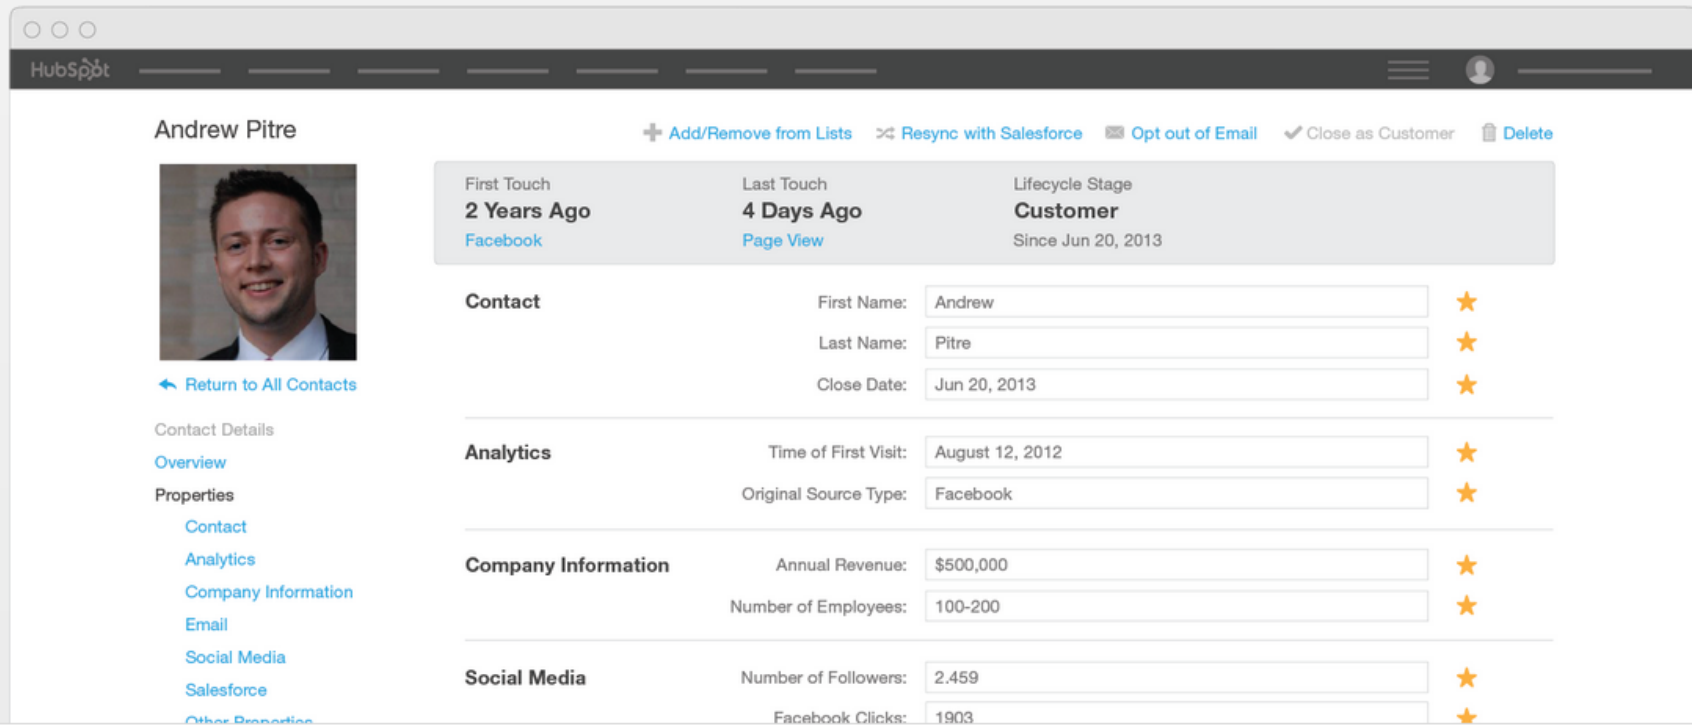 HubSpot
Andrew Pitre
Add/Remove from Lists Resync with Salesforce Opt out of Email Close as Customer Delete
First Touch Last Touch Lifecycle Stage
2 Years Ago 4 Days Ago Customer
Facebook Page View Since Jun 20, 2013
Contact First Name: Andrew
Last Name: Pitre
Close Date: Jun 20, 2013
Return to All Contacts
Contact Details
Overview
Properties
Contact
Analytics
Company Information
Email
Social Media
Salesforce
Other Properties
Analytics Time of First Visit: August 12, 2012
Original Source Type: Facebook
Company Information Annual Revenue: $500,000
Number of Employees: 100-200
Social Media Number of Followers: 2.459
Facebook Clicks: 1903